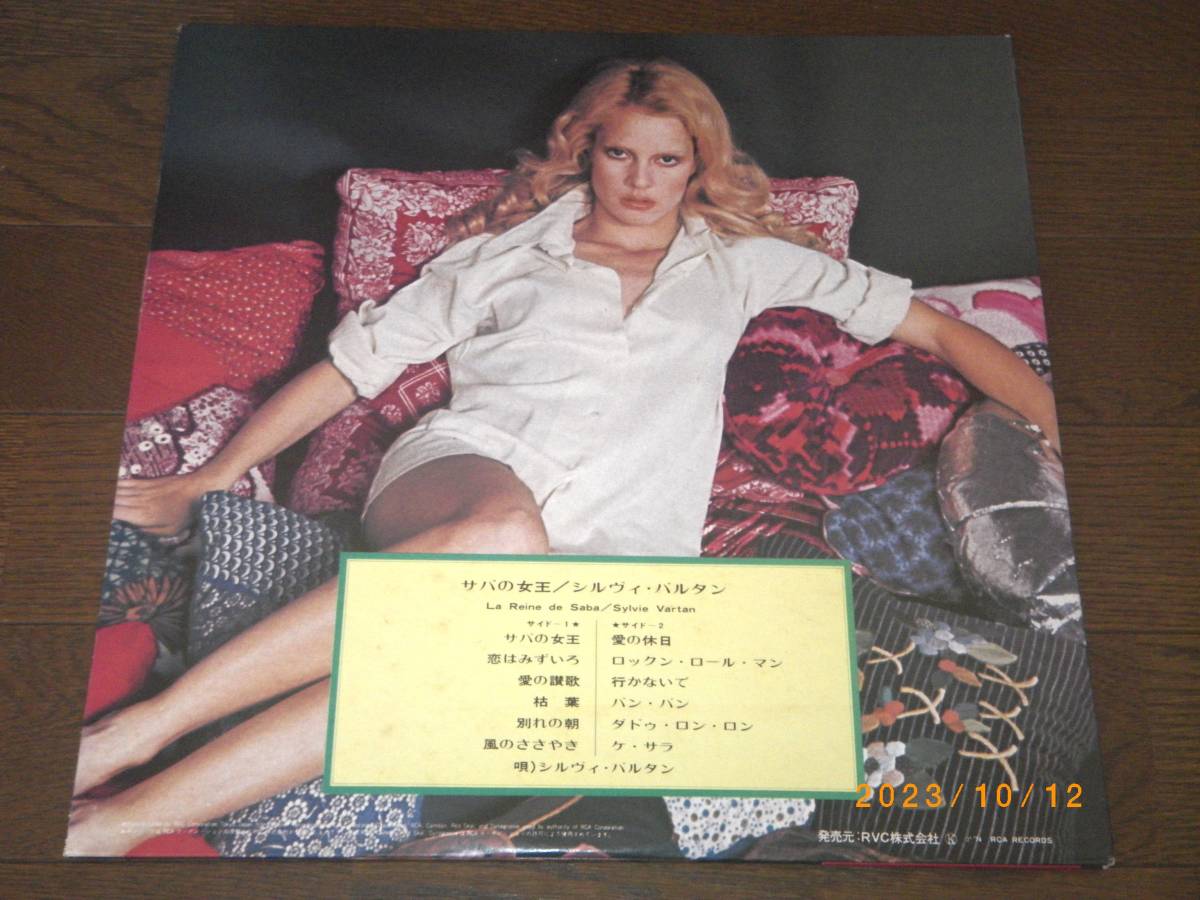 サバの女王／シルヴィ・バルタン
La Reine de Saba／Sylvie Vartan
サイド－1★
サバの女王
恋はみずいろ
愛の讃歌
枯葉
別れの朝
風のささやき
★サイド－2
愛の休日
ロックン・ロール・マン
行かないで
バン・バン
ダドゥ・ロン・ロン
ケ・サラ
唄）シルヴィ・バルタン
2023/10/12
発売元：RVC株式会社 Ⓚ RCA RECORDS